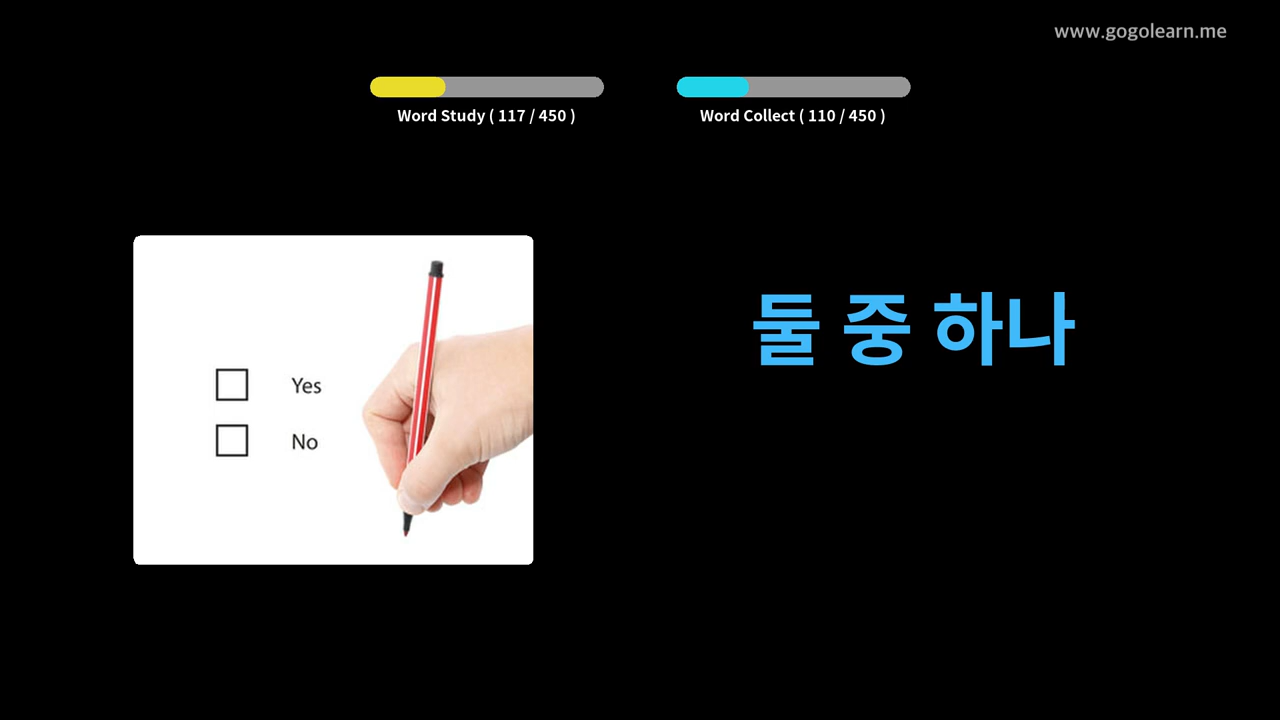 www.gogolearn.me
Word Study ( 117 / 450 )
Word Collect ( 110 / 450 )
Yes
No
둘 중 하나